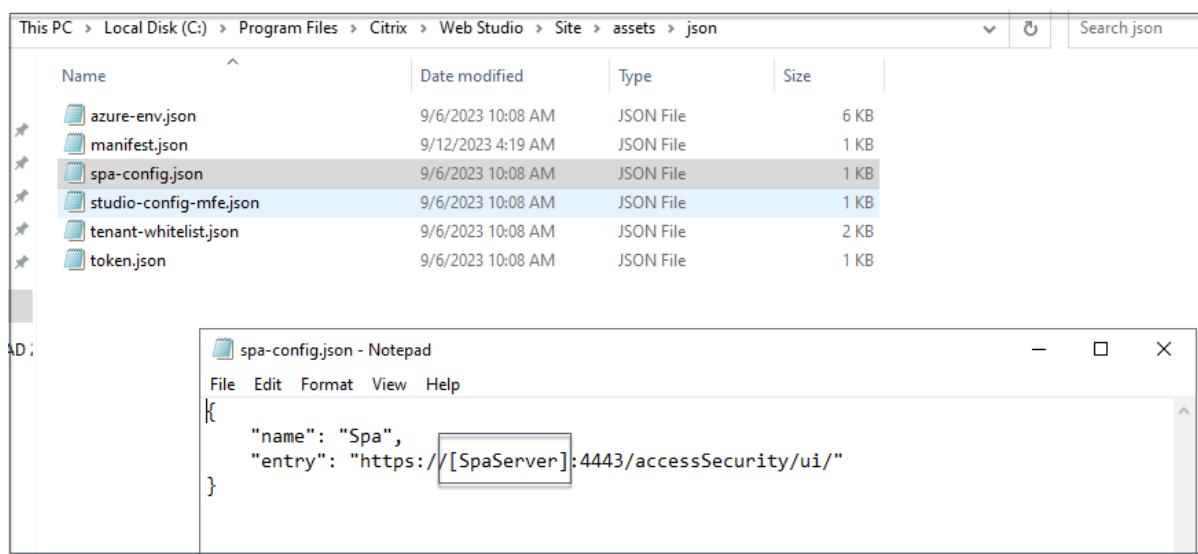 This PC > Local Disk (C:) > Program Files > Citrix > Web Studio > Site > assets > json Search json
Name Date modified Type Size
azure-env.json 9/6/2023 10:08 AM JSON File 6 KB
manifest.json 9/12/2023 4:19 AM JSON File 1 KB
spa-config.json 9/6/2023 10:08 AM JSON File 1 KB
studio-config-mfe.json 9/6/2023 10:08 AM JSON File 1 KB
tenant-whitelist.json 9/6/2023 10:08 AM JSON File 2 KB
token.json 9/6/2023 10:08 AM JSON File 1 KB
spa-config.json - Notepad
File Edit Format View Help
{
"name": "Spa",
"entry": "https://[SpaServer]:4443/accessSecurity/ui/"
}